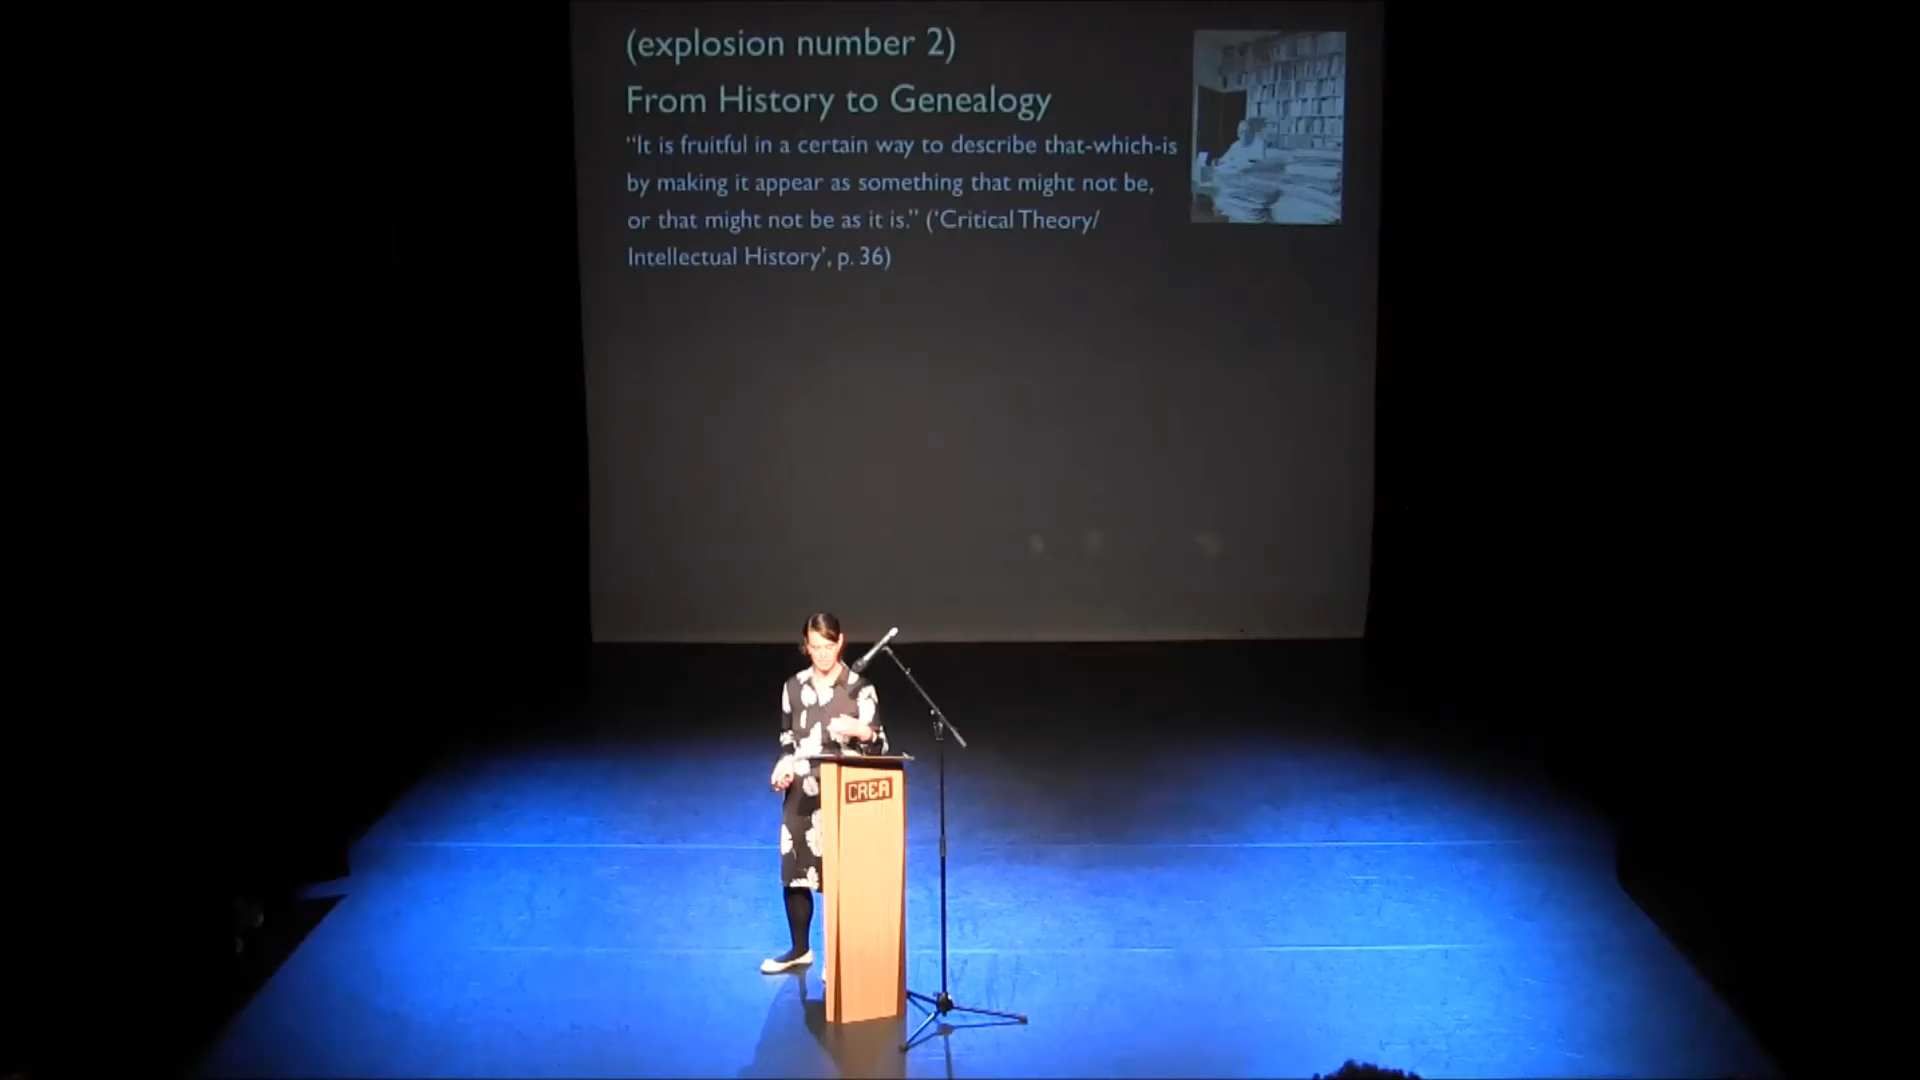 (explosion number 2)
From History to Genealogy
“It is fruitful in a certain way to describe that-which-is
by making it appear as something that might not be,
or that might not be as it is.” (‘Critical Theory/
Intellectual History’, p. 36)
CREA